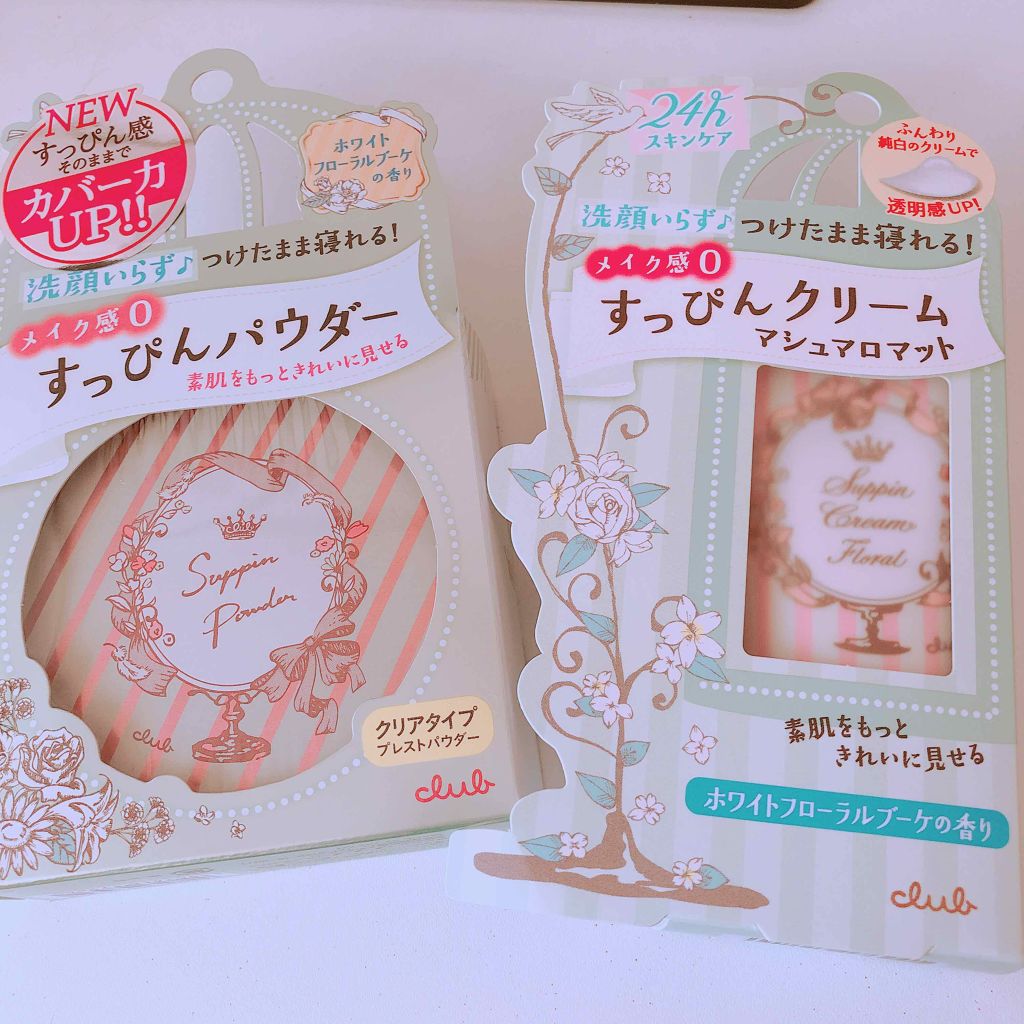 NEW
すっぴん感
そのままで
カバー力
UP!!
ホワイト
フローラルブーケ
の香り
洗顔いらず♪
つけたまま寝れる!
メイク感0
すっぴんパウダー
素肌をもっときれいに見せる
Suppin
Powder
club
クリアタイプ
プレストパウダー
club
24h
スキンケア
ふんわり
純白のクリームで
透明感UP!
洗顔いらず♪
つけたまま寝れる!
メイク感0
すっぴんクリーム
マシュマロマット
Suppin
Cream
Floral
club
素肌をもっと
きれいに見せる
ホワイトフローラルブーケの香り
club